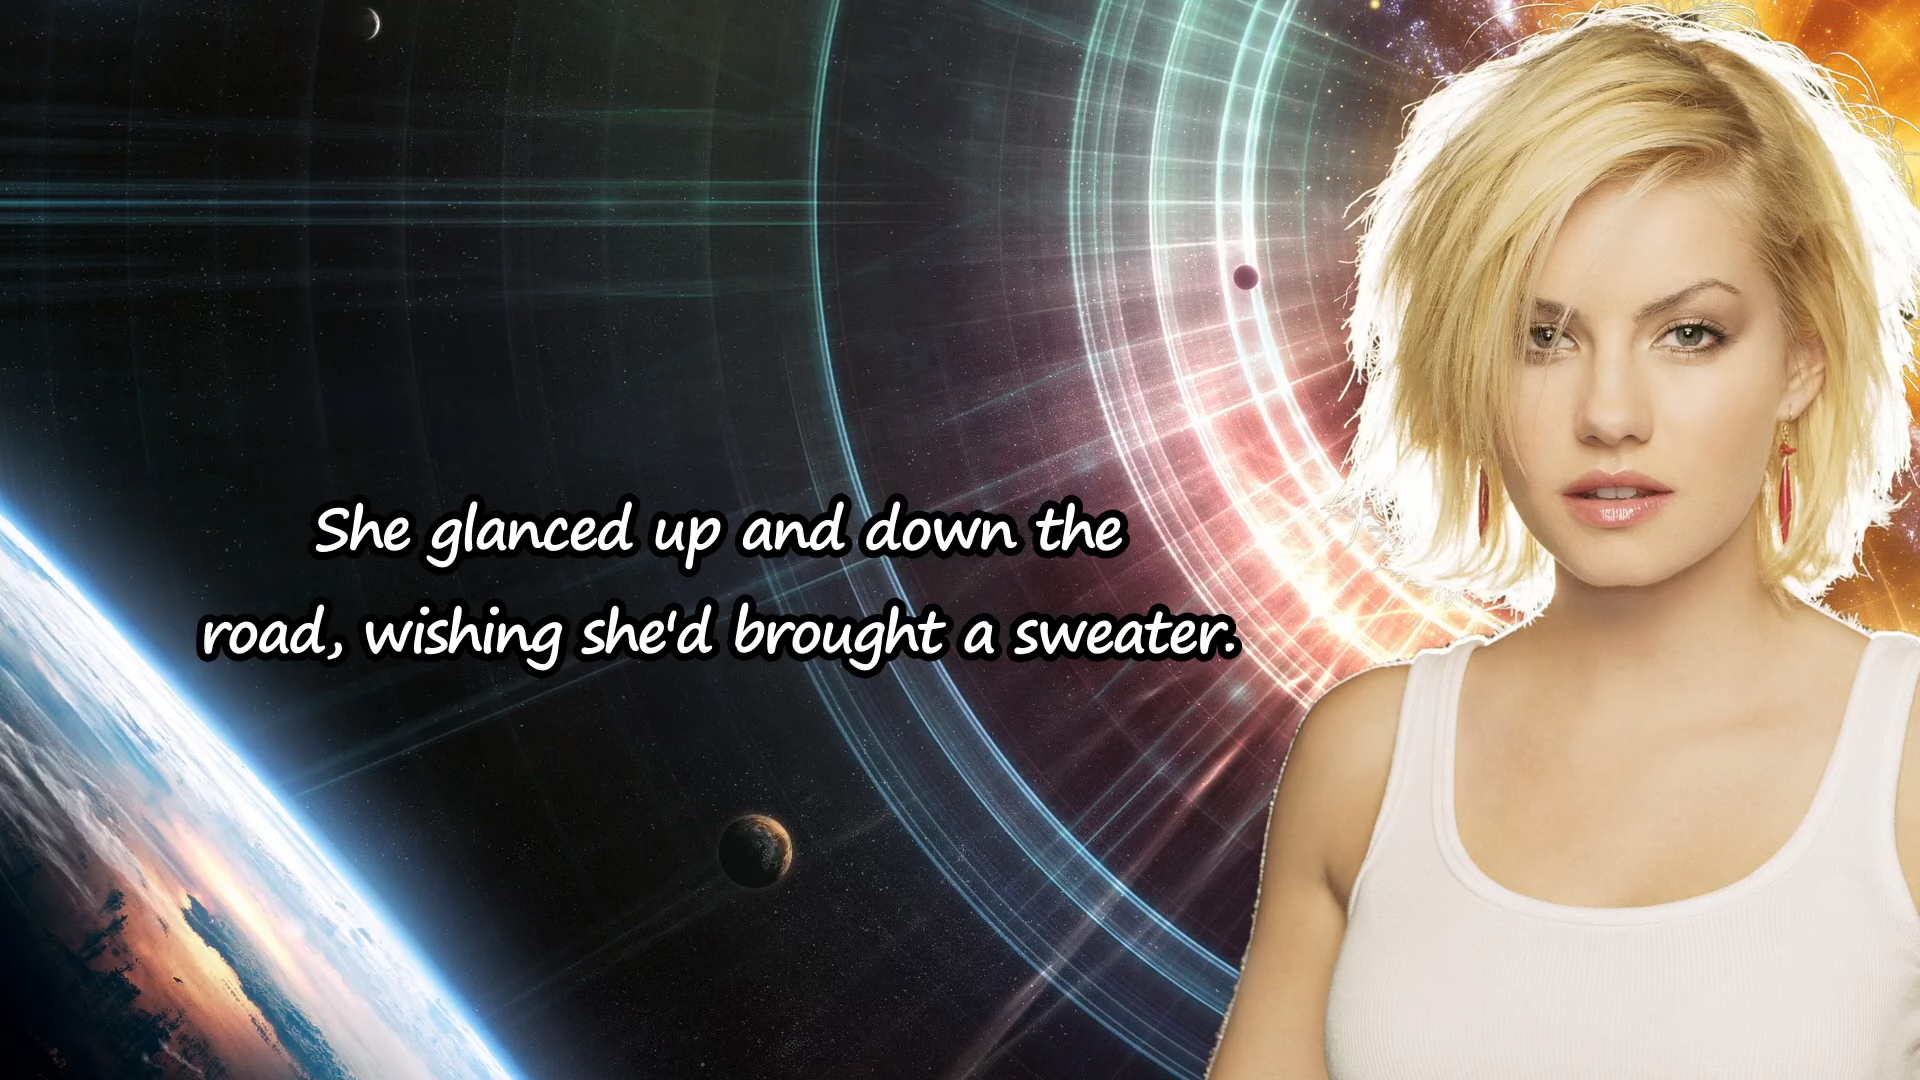 She glanced up and down the
road, wishing she'd brought a sweater.